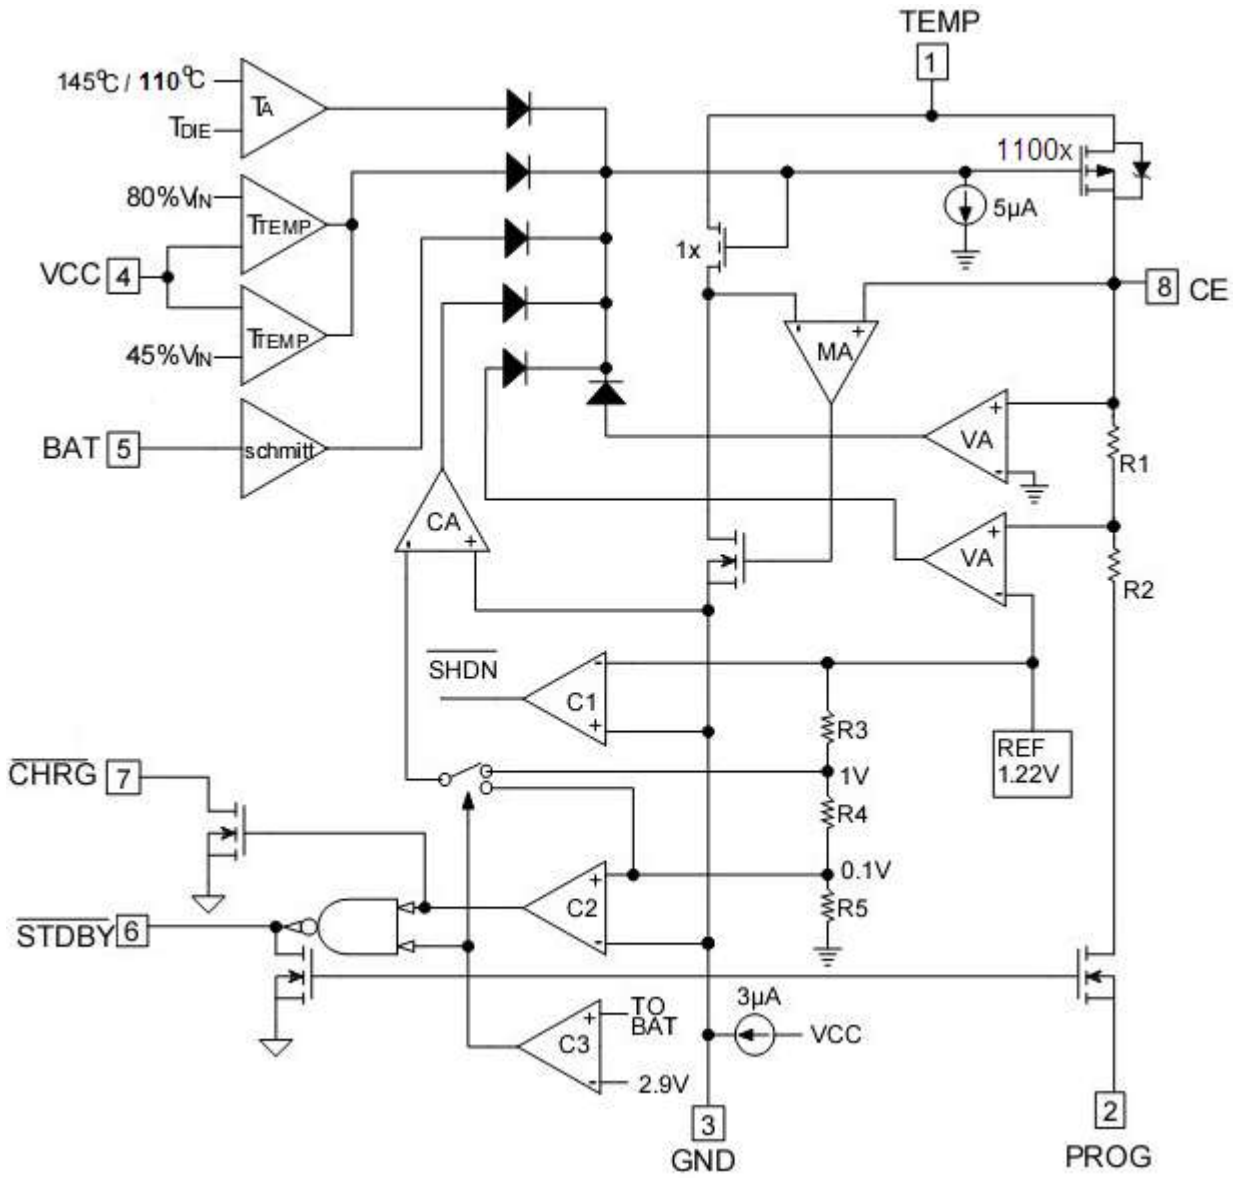 TEMP
1
145°C / 110°C
TA
TDIE
1100x
80%VIN
TTEMP
5µA
1x
VCC 4
8 CE
TTEMP
- +
MA
45%VIN
+
VA
-
BAT 5
schmitt
R1
CA
- +
+
VA
-
R2
SHDN
-
C1
+
R3
REF
1.22V
CHRG 7
1V
R4
0.1V
+
C2
-
R5
STDBY 6
3µA
TO
BAT
+
C3
-
VCC
2.9V
3
GND
2
PROG